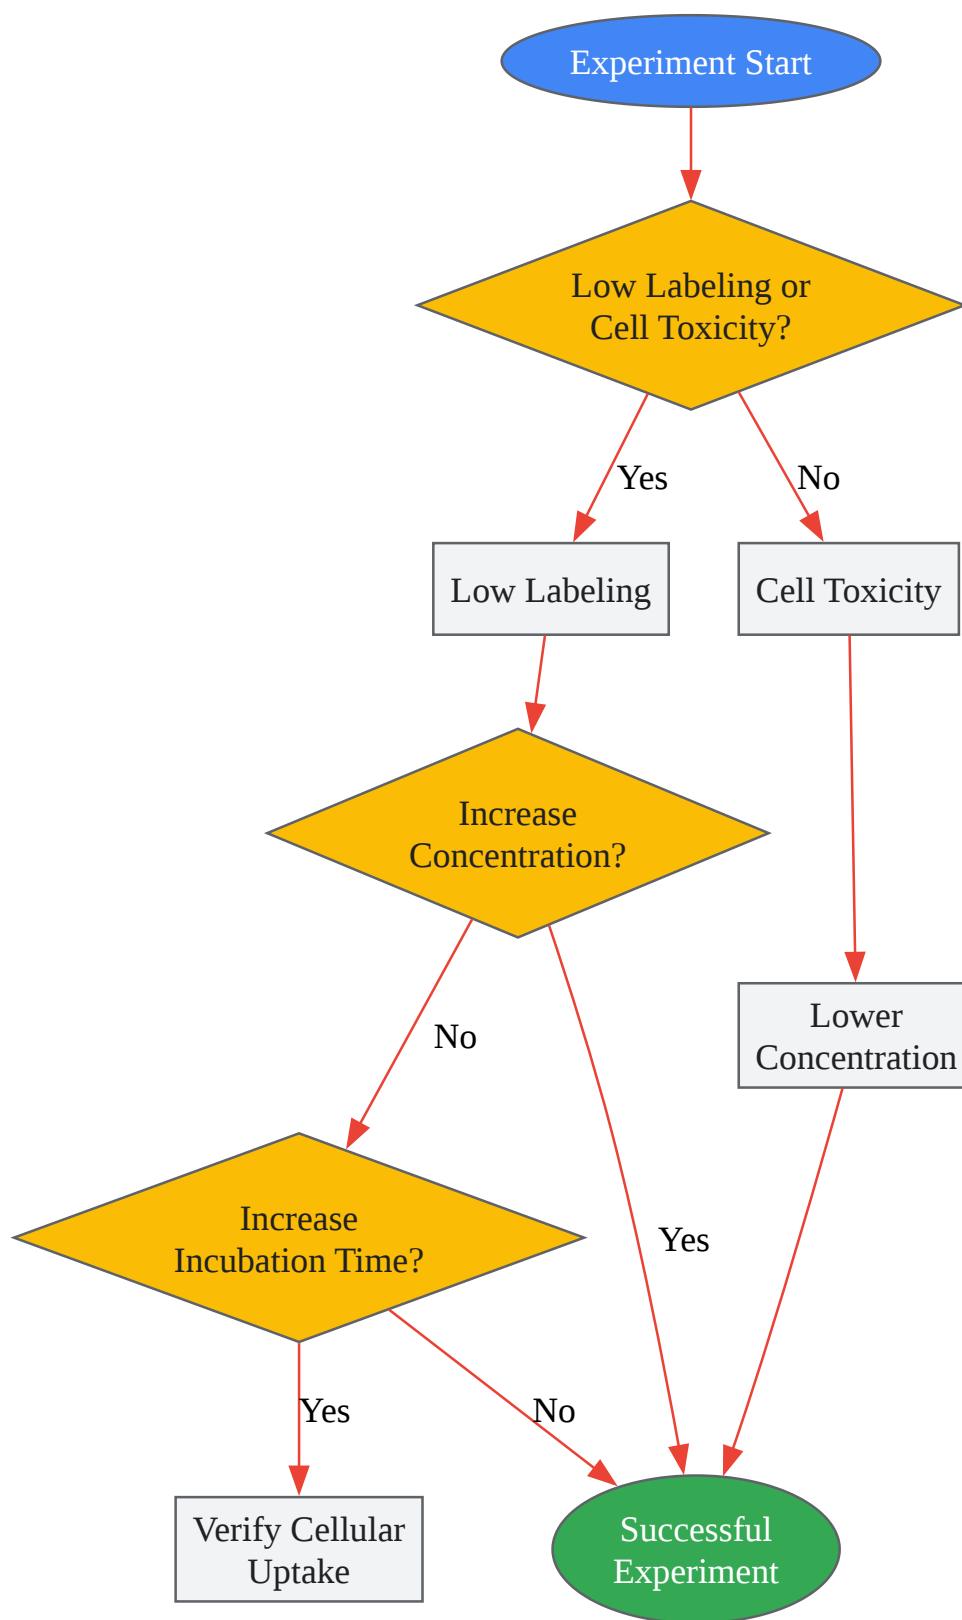 Experiment Start
Low Labeling or
Cell Toxicity?
Yes
No
Low Labeling
Cell Toxicity
Increase
Concentration?
Lower
Concentration
No
Yes
Increase
Incubation Time?
Yes
No
Verify Cellular
Uptake
Successful
Experiment